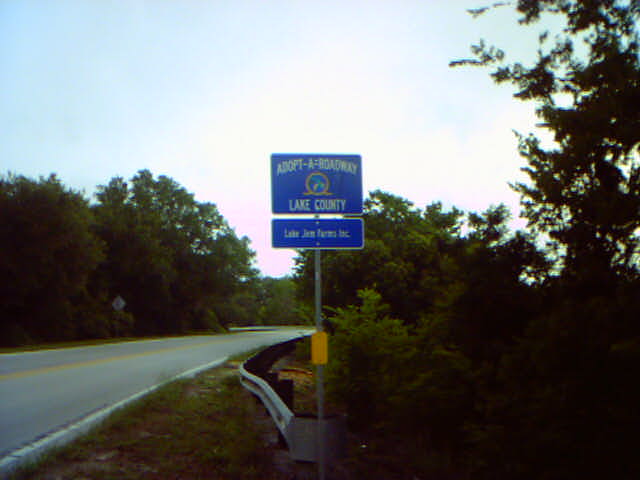 ADOPT-A-ROADWAY
LAKE COUNTY
Lake Jem Farms Inc.